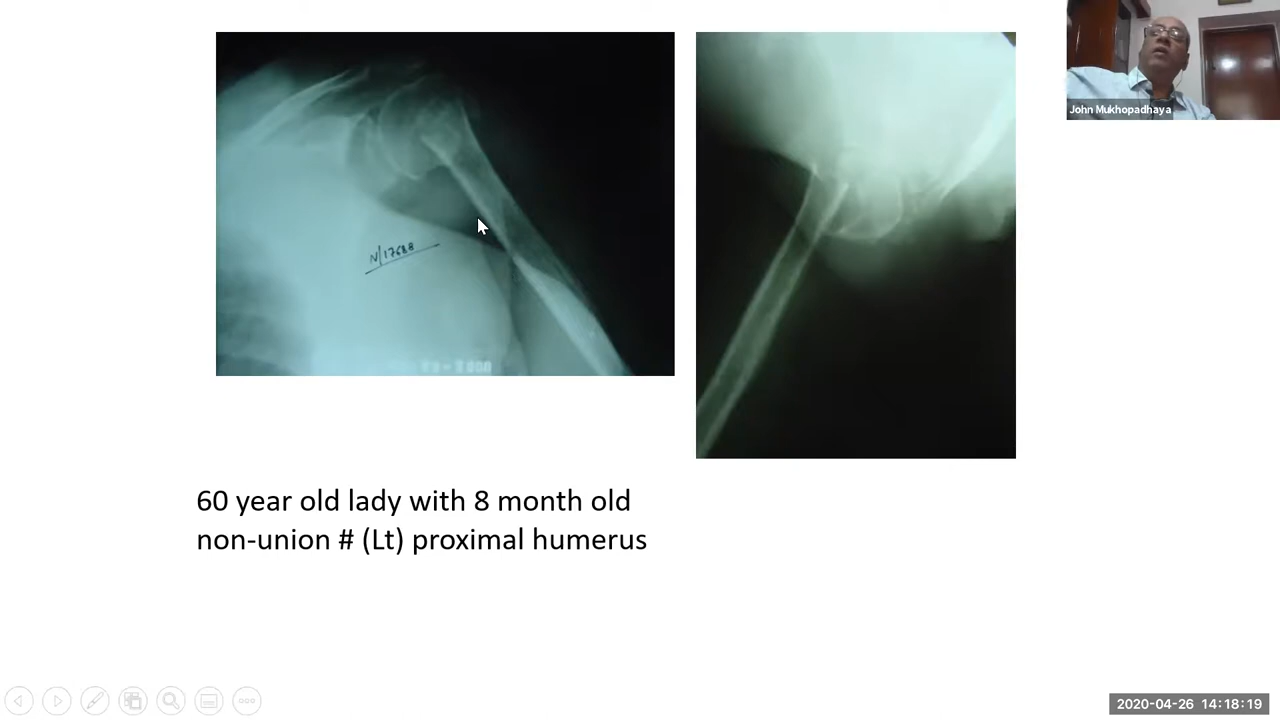 John Mukhopadhaya
N/17688
60 year old lady with 8 month old
non-union # (Lt) proximal humerus
2020-04-26 14:18:19